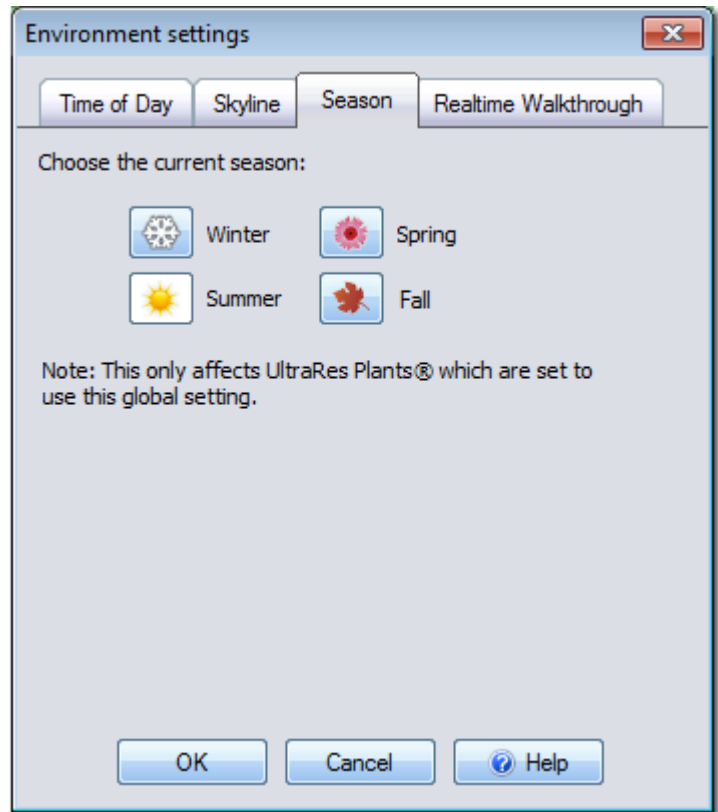 Environment settings
Time of Day Skyline Season Realtime Walkthrough
Choose the current season:
Winter Spring
Summer Fall
Note: This only affects UltraRes Plants® which are set to
use this global setting.
OK Cancel Help